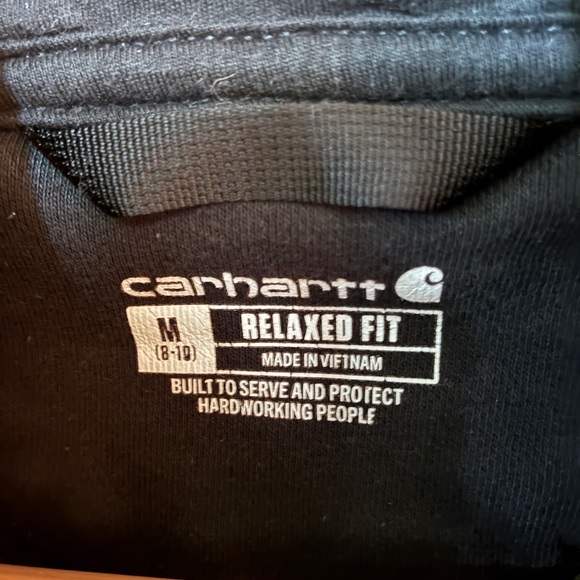 carhartt
M
(8-10)
RELAXED FIT
MADE IN VIETNAM
BUILT TO SERVE AND PROTECT
HARDWORKING PEOPLE